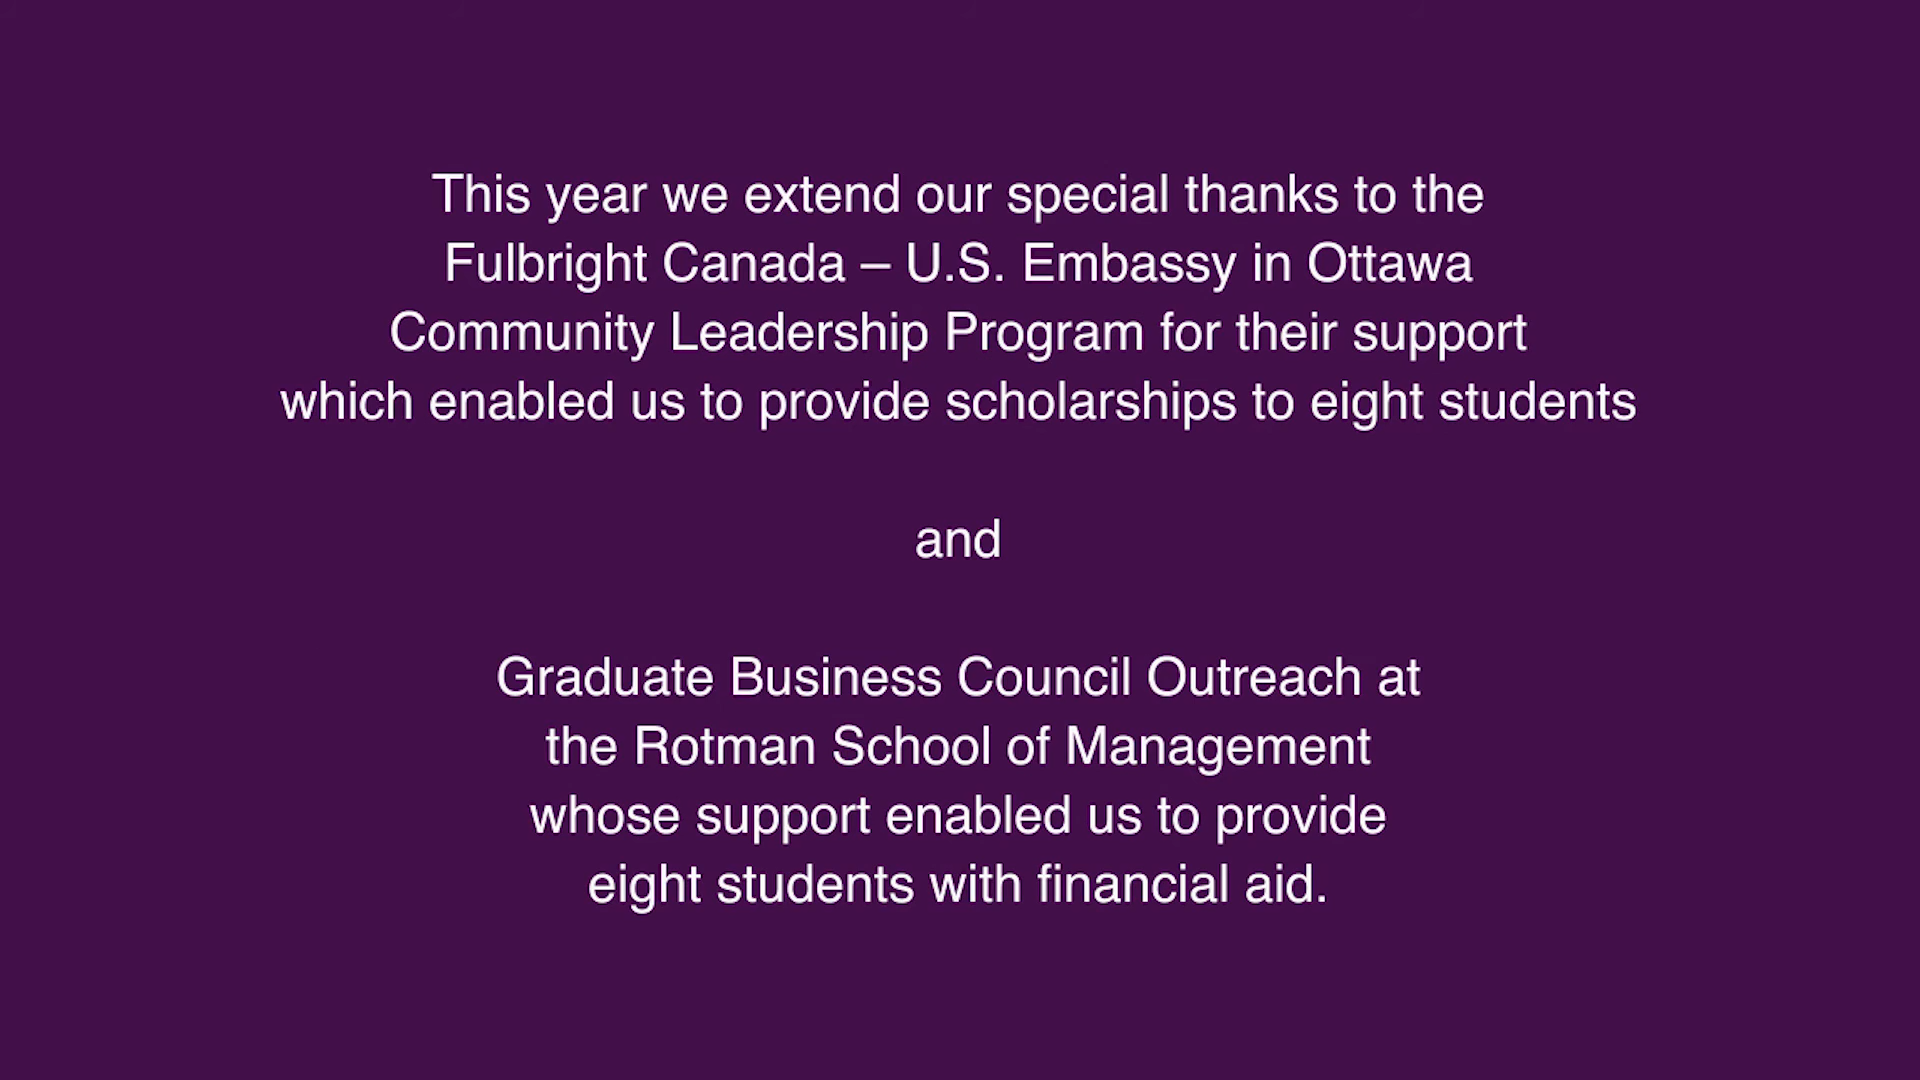 This year we extend our special thanks to the
Fulbright Canada – U.S. Embassy in Ottawa
Community Leadership Program for their support
which enabled us to provide scholarships to eight students
and
Graduate Business Council Outreach at
the Rotman School of Management
whose support enabled us to provide
eight students with financial aid.